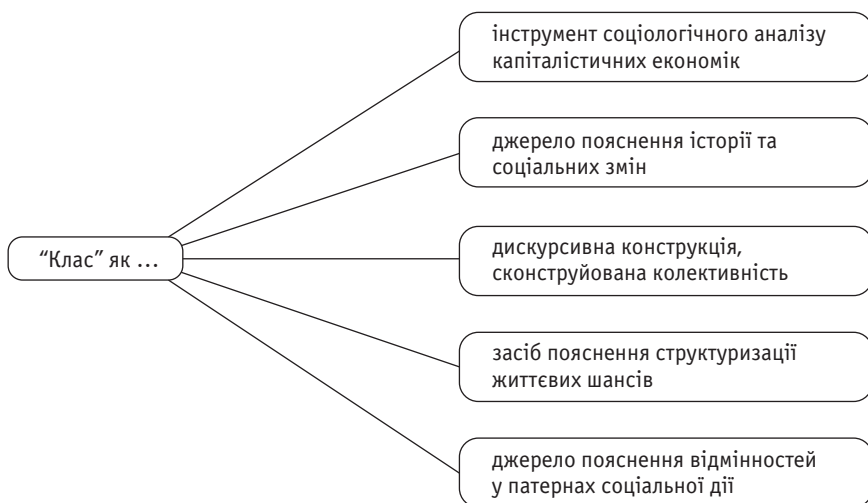 інструмент соціологічного аналізу
капіталістичних економік
джерело пояснення історії та
соціальних змін
“Клас” як ...
дискурсивна конструкція,
сконструйована колективність
засіб пояснення структуризації
життєвих шансів
джерело пояснення відмінностей
у патернах соціальної дії